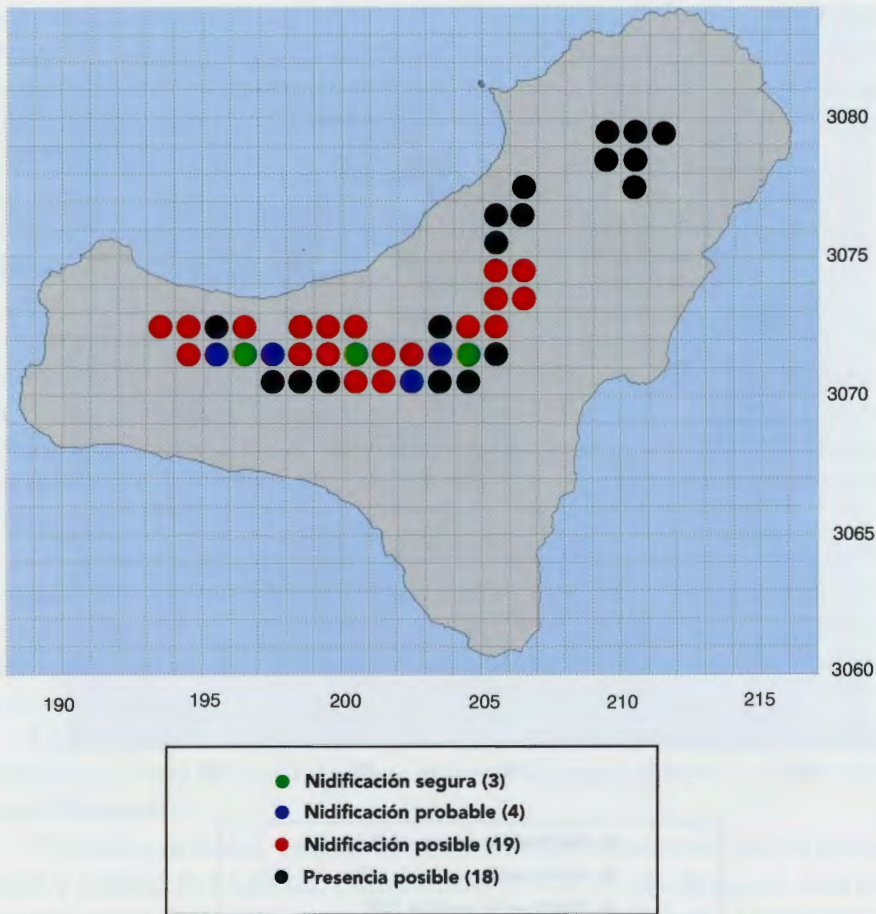 3080
3075
3070
3065
3060
190 195 200 205 210 215
Nidificación segura (3)
Nidificación probable (4)
Nidificación posible (19)
Presencia posible (18)